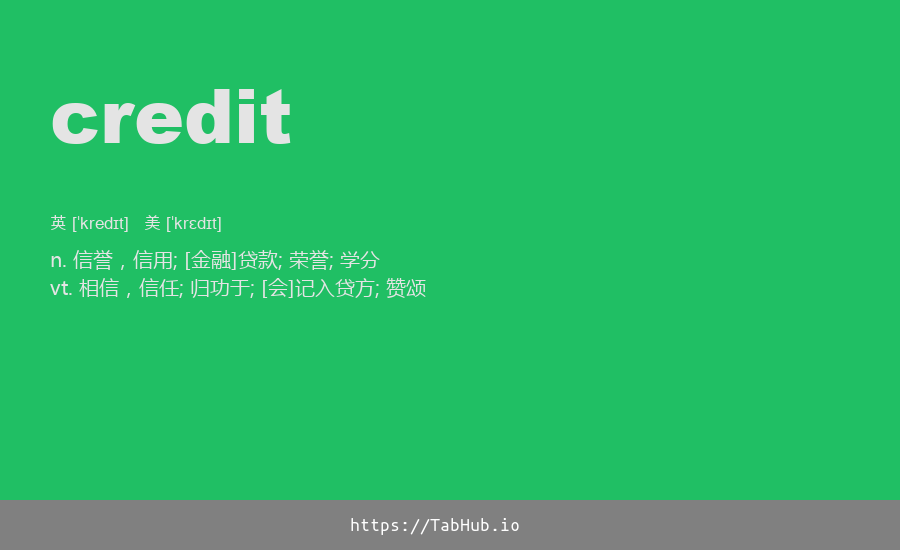 credit
英 [ˈkredɪt] 美 [ˈkrɛdɪt]
n. 信誉，信用; [金融]贷款; 荣誉; 学分
vt. 相信，信任; 归功于; [会]记入贷方; 赞颂
https://TabHub.io